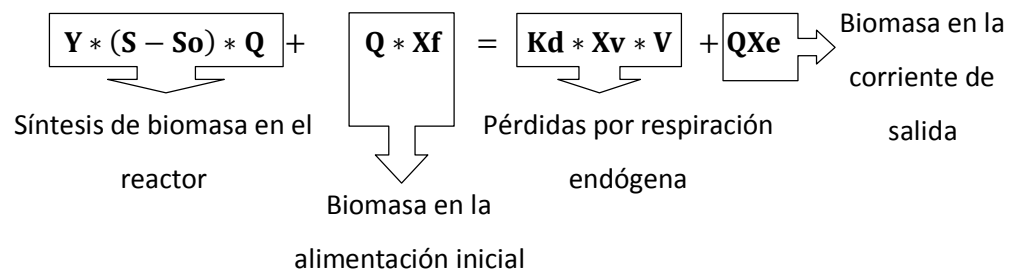 Y ∗ (S − So) ∗ Q + Q ∗ Xf = Kd ∗ Xv ∗ V + QXe
Síntesis de biomasa en el
reactor
Biomasa en la
alimentación inicial
Pérdidas por respiración
endógena
Biomasa en la
corriente de
salida